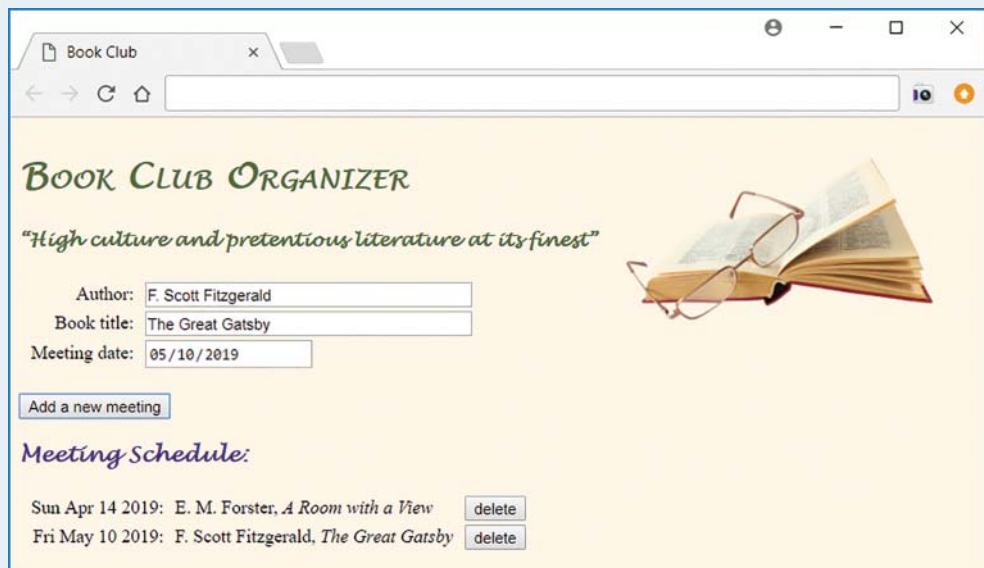 Book Club
Book Club Organizer
“High culture and pretentious literature at its finest”
Author: F. Scott Fitzgerald
Book title: The Great Gatsby
Meeting date: 05/10/2019
Add a new meeting
Meeting Schedule:
Sun Apr 14 2019: E. M. Forster, A Room with a View delete
Fri May 10 2019: F. Scott Fitzgerald, The Great Gatsby delete